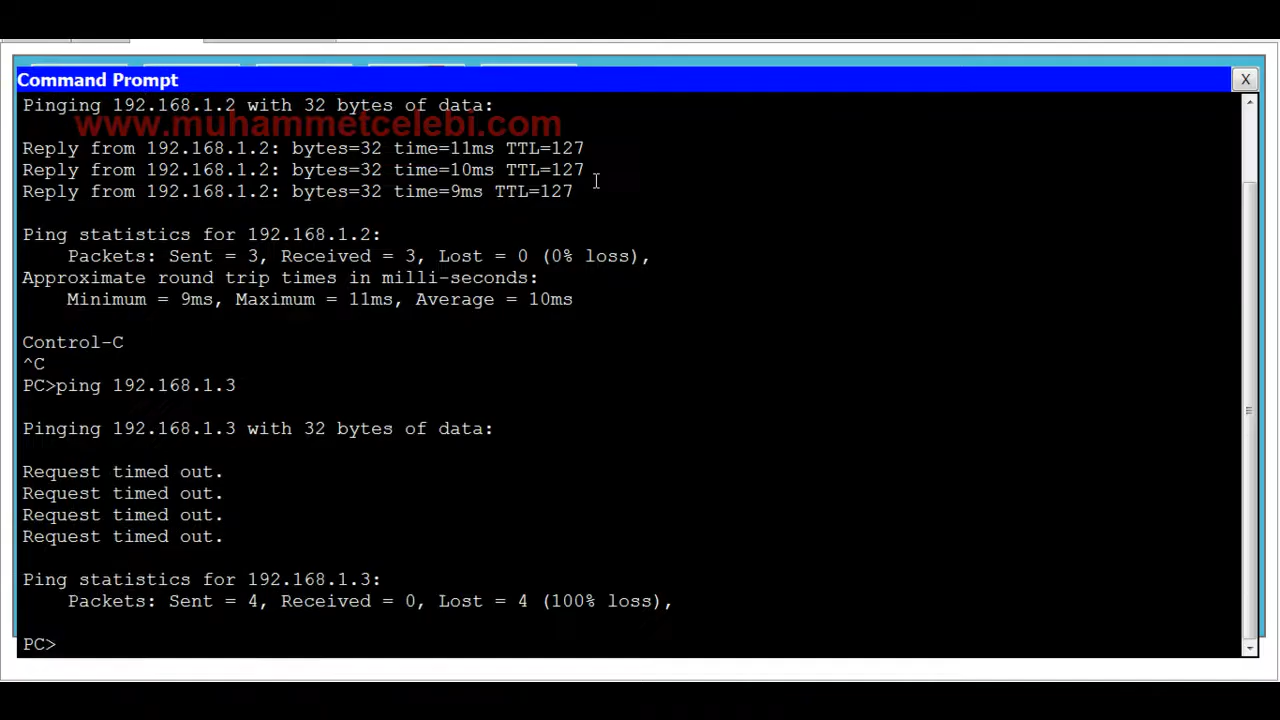 Command Prompt
X
Pinging 192.168.1.2 with 32 bytes of data:
www.muhammetcelebi.com
Reply from 192.168.1.2: bytes=32 time=11ms TTL=127
Reply from 192.168.1.2: bytes=32 time=10ms TTL=127
Reply from 192.168.1.2: bytes=32 time=9ms TTL=127
Ping statistics for 192.168.1.2:
Packets: Sent = 3, Received = 3, Lost = 0 (0% loss),
Approximate round trip times in milli-seconds:
Minimum = 9ms, Maximum = 11ms, Average = 10ms
Control-C
^C
PC>ping 192.168.1.3
Pinging 192.168.1.3 with 32 bytes of data:
Request timed out.
Request timed out.
Request timed out.
Request timed out.
Ping statistics for 192.168.1.3:
Packets: Sent = 4, Received = 0, Lost = 4 (100% loss),
PC>